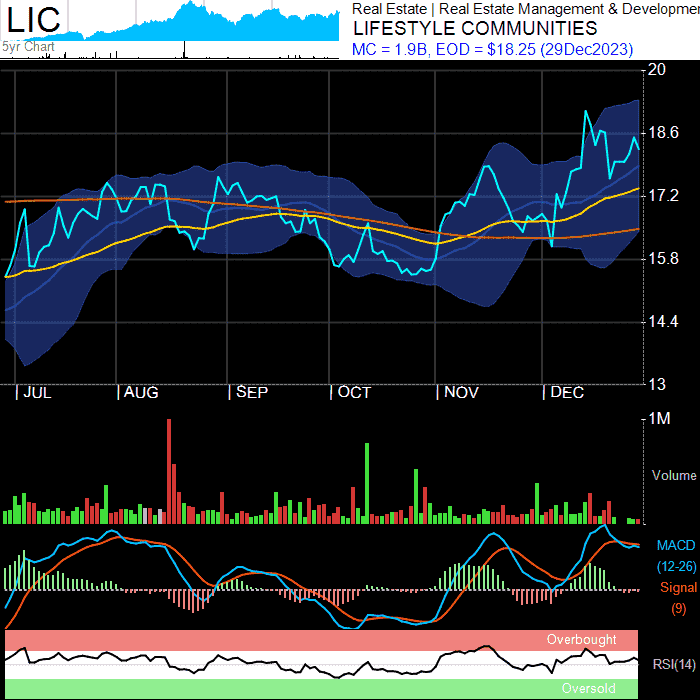 LIC
5yr Chart
Real Estate | Real Estate Management & Developmen
LIFESTYLE COMMUNITIES
MC = 1.9B, EOD = $18.25 (29Dec2023)
20
18.6
17.2
15.8
14.4
13
JUL AUG SEP OCT NOV DEC
1M
Volume
MACD
(12-26)
Signal
(9)
Overbought
RSI(14)
Oversold